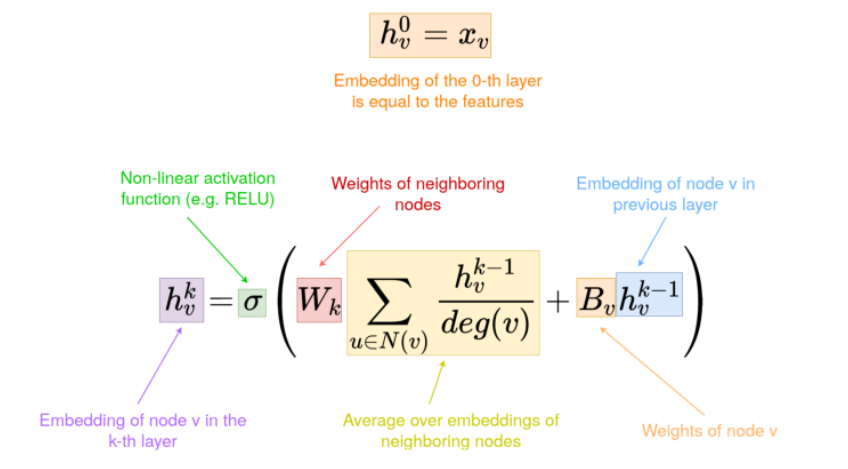 h_v^0 = x_v
Embedding of the 0-th layer
is equal to the features
Non-linear activation
function (e.g. RELU)
Weights of neighboring
nodes
Embedding of node v in
previous layer
h_v^k = σ ( W_k ∑_{u∈N(v)} h_v^{k−1} / deg(v) + B_v h_v^{k−1} )
Embedding of node v in the
k-th layer
Average over embeddings of
neighboring nodes
Weights of node v